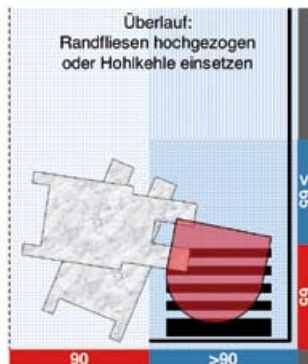 Überlauf:
Randfliesen hochgezogen
oder Hohlkehle einsetzen
90
>90